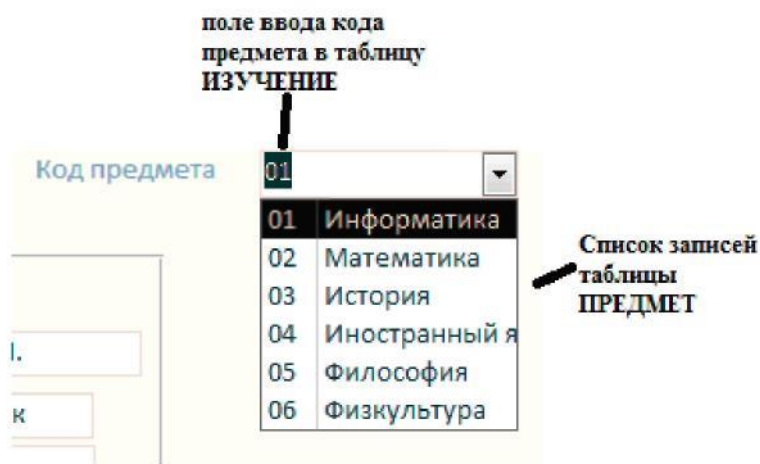 поле ввода кода
предмета в таблицу
ИЗУЧЕНИЕ
Код предмета
01
01 Информатика
02 Математика
03 История
04 Иностранный я
05 Философия
06 Физкультура
Список записей
таблицы
ПРЕДМЕТ
к